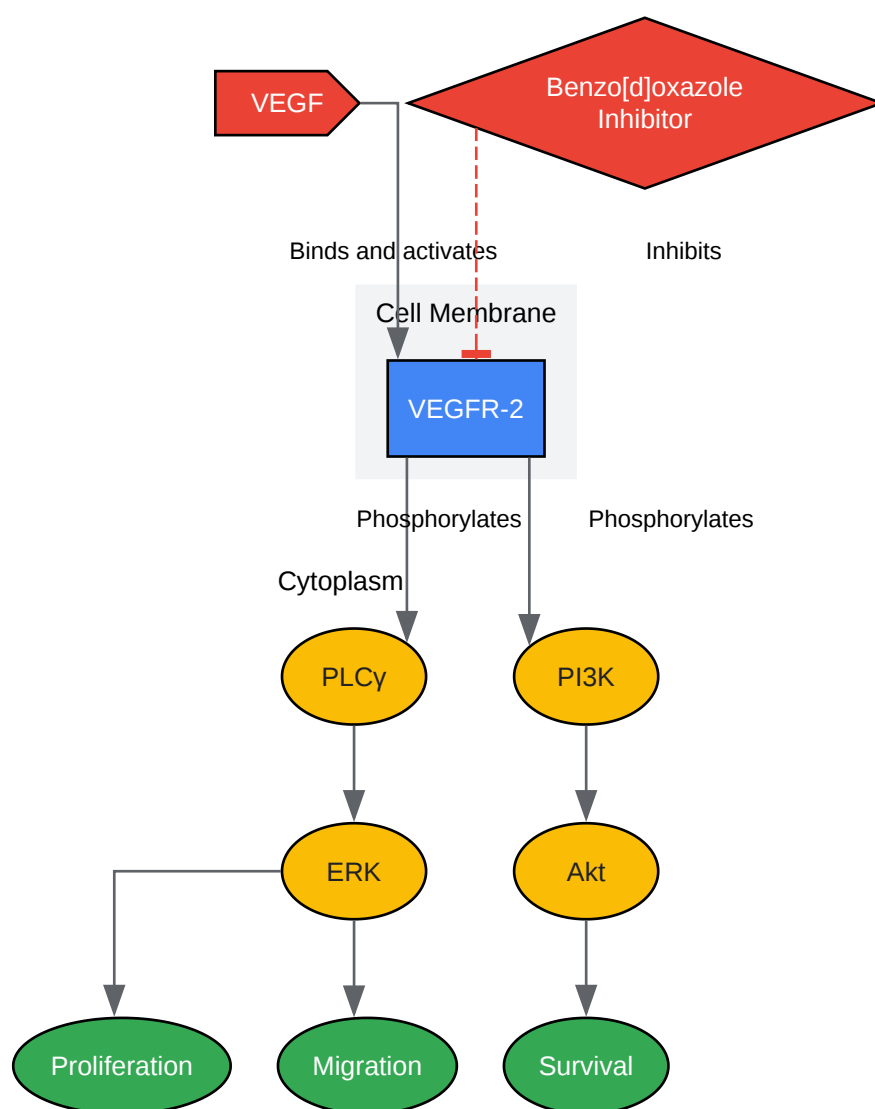 VEGF
Benzo[d]oxazole
Inhibitor
Binds and activates
Inhibits
Cell Membrane
VEGFR-2
Phosphorylates
Phosphorylates
Cytoplasm
PLCγ
PI3K
ERK
Akt
Proliferation
Migration
Survival